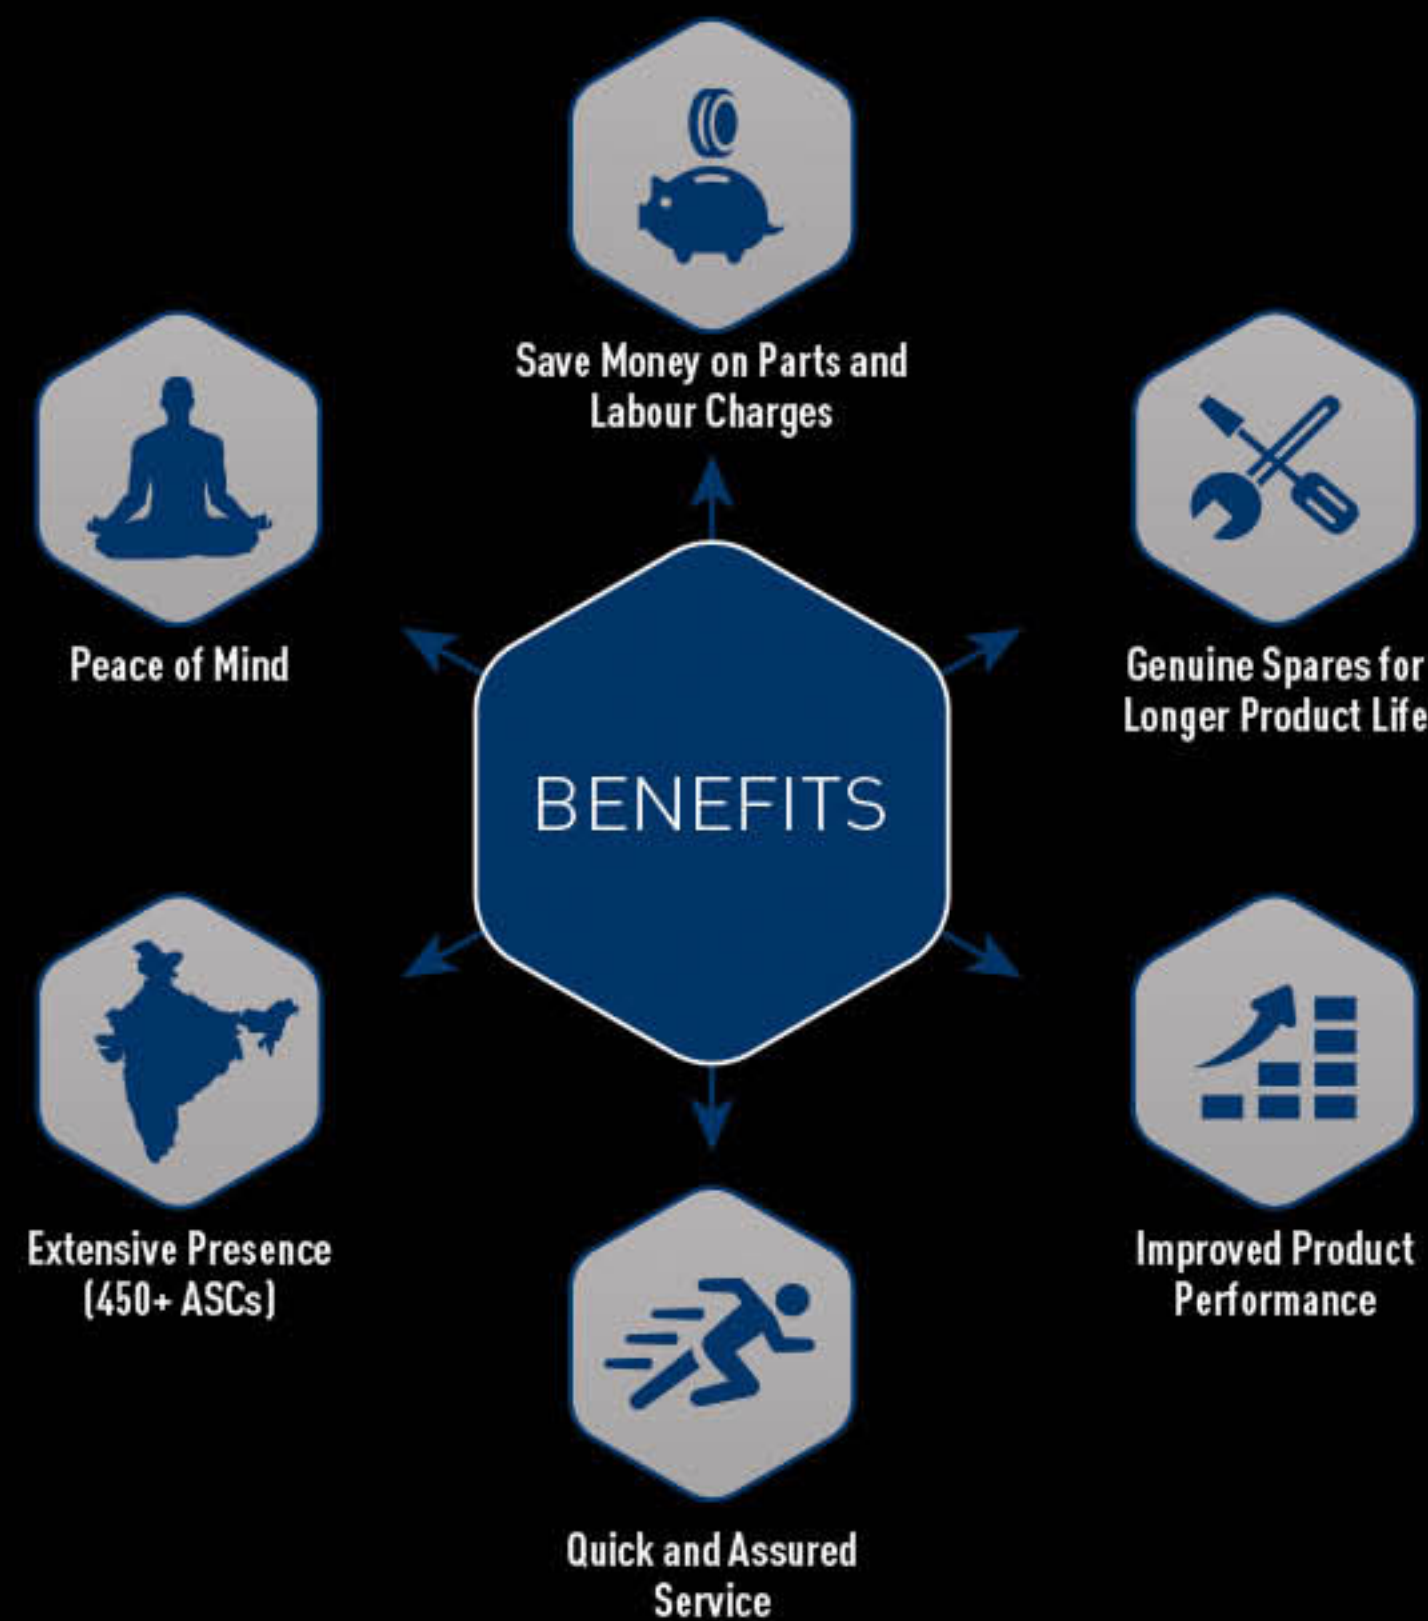 Save Money on Parts and
Labour Charges
Peace of Mind
Genuine Spares for
Longer Product Life
BENEFITS
Extensive Presence
(450+ ASCs)
Improved Product
Performance
Quick and Assured
Service